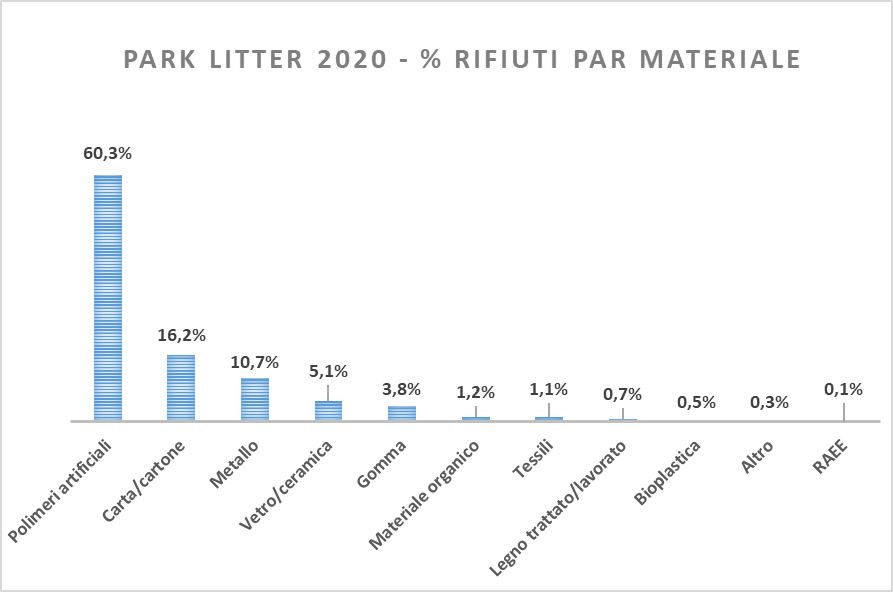 PARK LITTER 2020 - % RIFIUTI PAR MATERIALE
60,3%
16,2%
10,7%
5,1%
3,8%
1,2%
1,1%
0,7%
0,5%
0,3%
0,1%
Polimeri artificiali
Carta/cartone
Metallo
Vetro/ceramica
Gomma
Materiale organico
Tessili
Legno trattato/lavorato
Bioplastica
Altro
RAEE